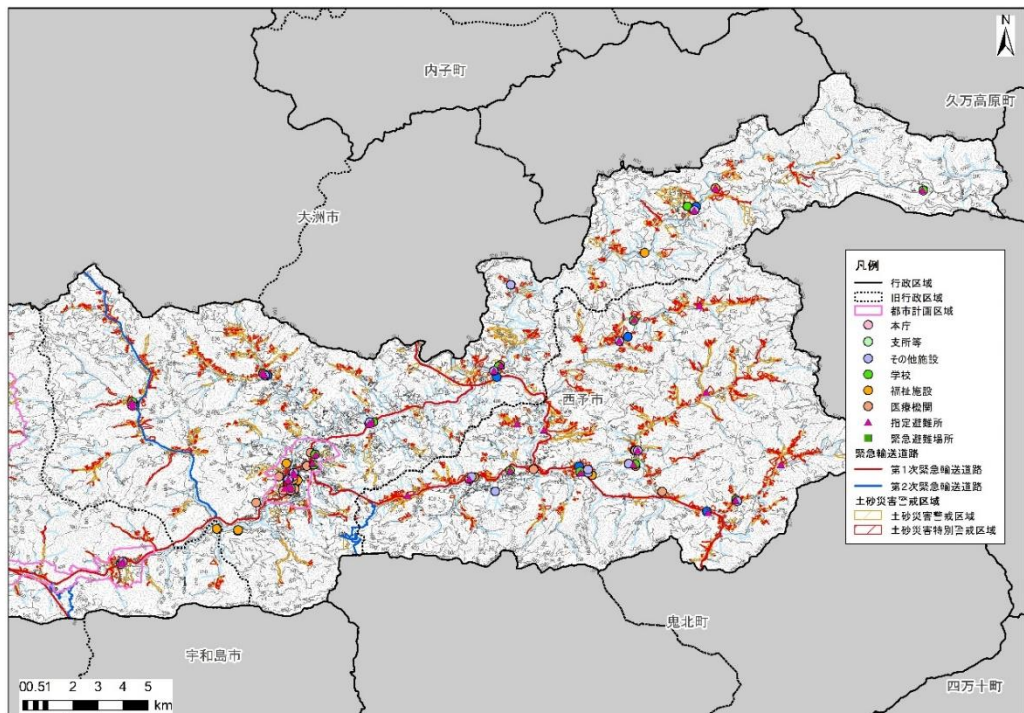 N
内子町
久万高原町
大洲市
西予市
凡例
行政区域
旧行政区域
都市計画区域
本庁
支所等
その他施設
学校
福祉施設
医療機関
指定避難所
緊急避難場所
緊急輸送道路
第1次緊急輸送道路
第2次緊急輸送道路
土砂災害警戒区域
土砂災害警戒区域
土砂災害特別警戒区域
鬼北町
宇和島市
四万十町
00.51 2 3 4 5
km